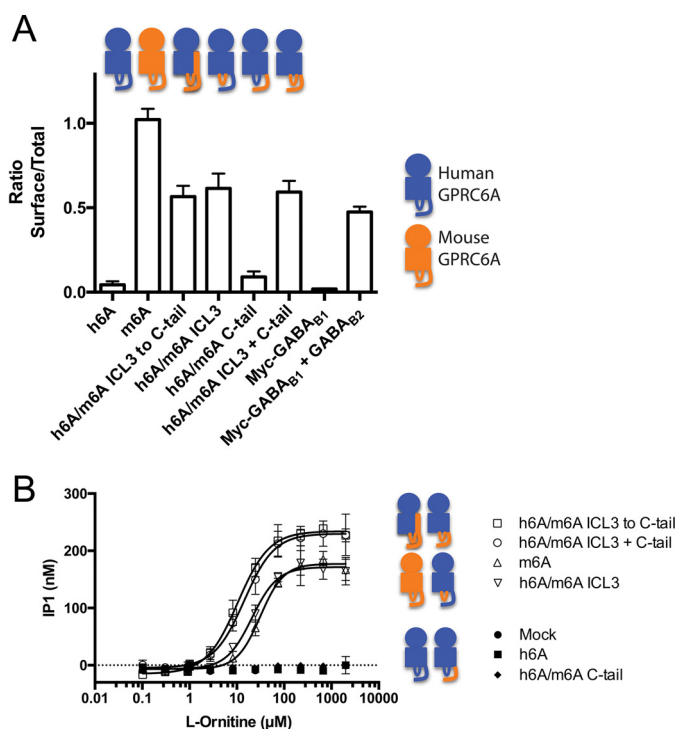 A
Ratio
Surface/Total
1.0
0.5
0.0
h6A
m6A
h6A/m6A ICL3 to C-tail
h6A/m6A ICL3
h6A/m6A C-tail
h6A/m6A ICL3 + C-tail
Myc-GABAB1
Myc-GABAB1 + GABAB2
Human
GPRC6A
Mouse
GPRC6A
B
IP1 (nM)
300
200
100
0
0.01 0.1 1 10 100 1000 10000
L-Ornitine (µM)
h6A/m6A ICL3 to C-tail
h6A/m6A ICL3 + C-tail
m6A
h6A/m6A ICL3
Mock
h6A
h6A/m6A C-tail